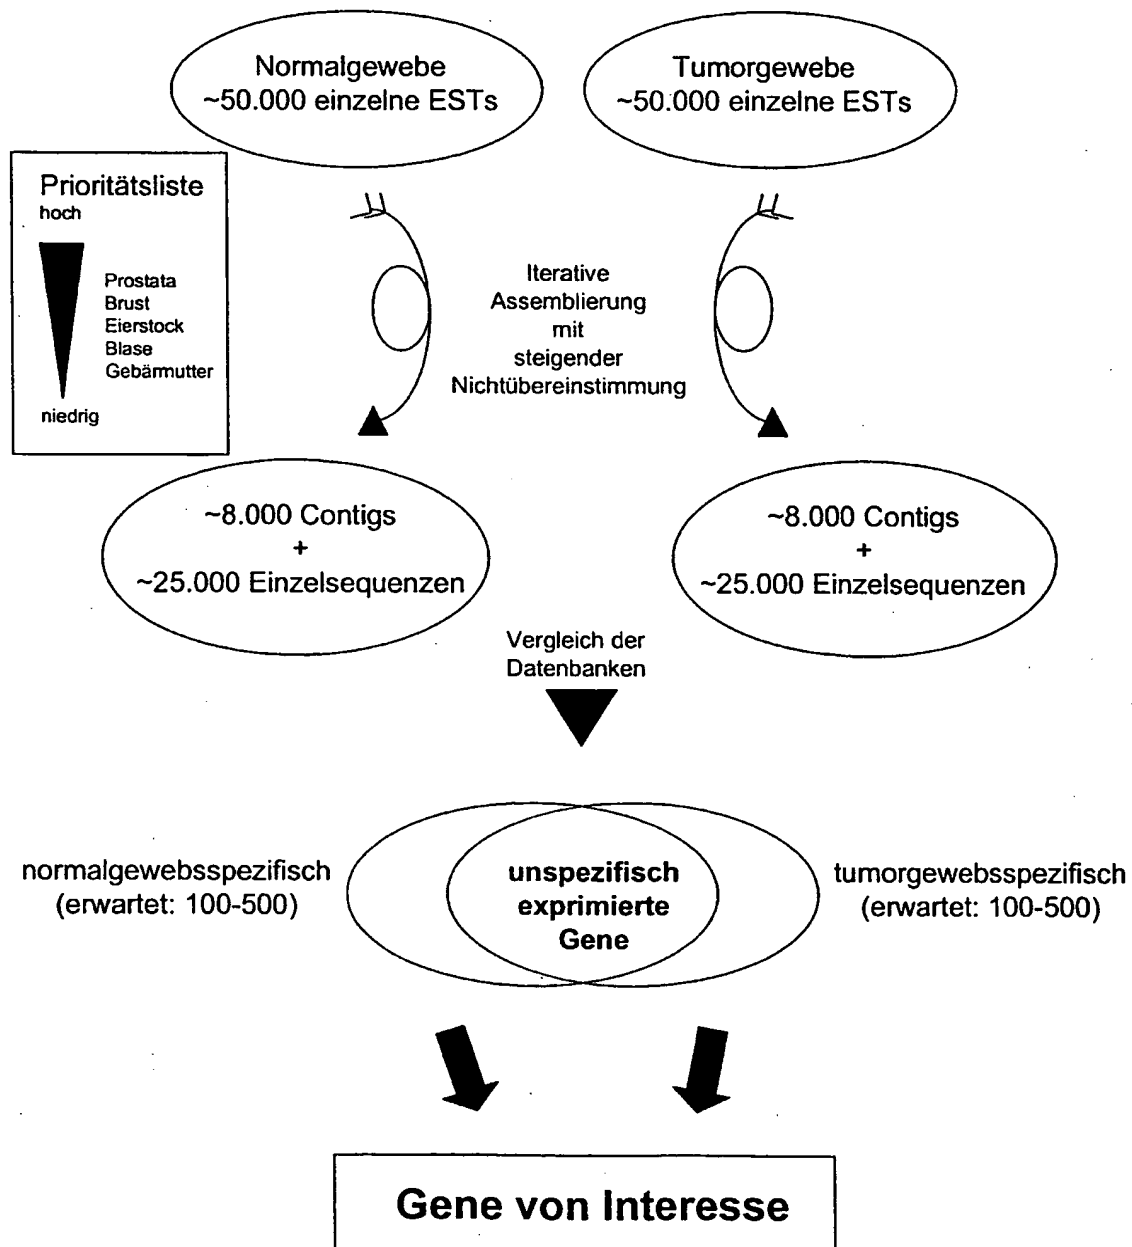 Normalgewebe
~50.000 einzelne ESTs
Tumorgewebe
~50.000 einzelne ESTs
Prioritätsliste
hoch
Prostata
Brust
Eierstock
Blase
Gebärmutter
niedrig
Iterative
Assemblierung
mit
steigender
Nichtübereinstimmung
~8.000 Contigs
+
~25.000 Einzelsequenzen
~8.000 Contigs
+
~25.000 Einzelsequenzen
Vergleich der
Datenbanken
normalgewebsspezifisch
(erwartet: 100-500)
unspezifisch
exprimierte
Gene
tumorgewebsspezifisch
(erwartet: 100-500)
Gene von Interesse